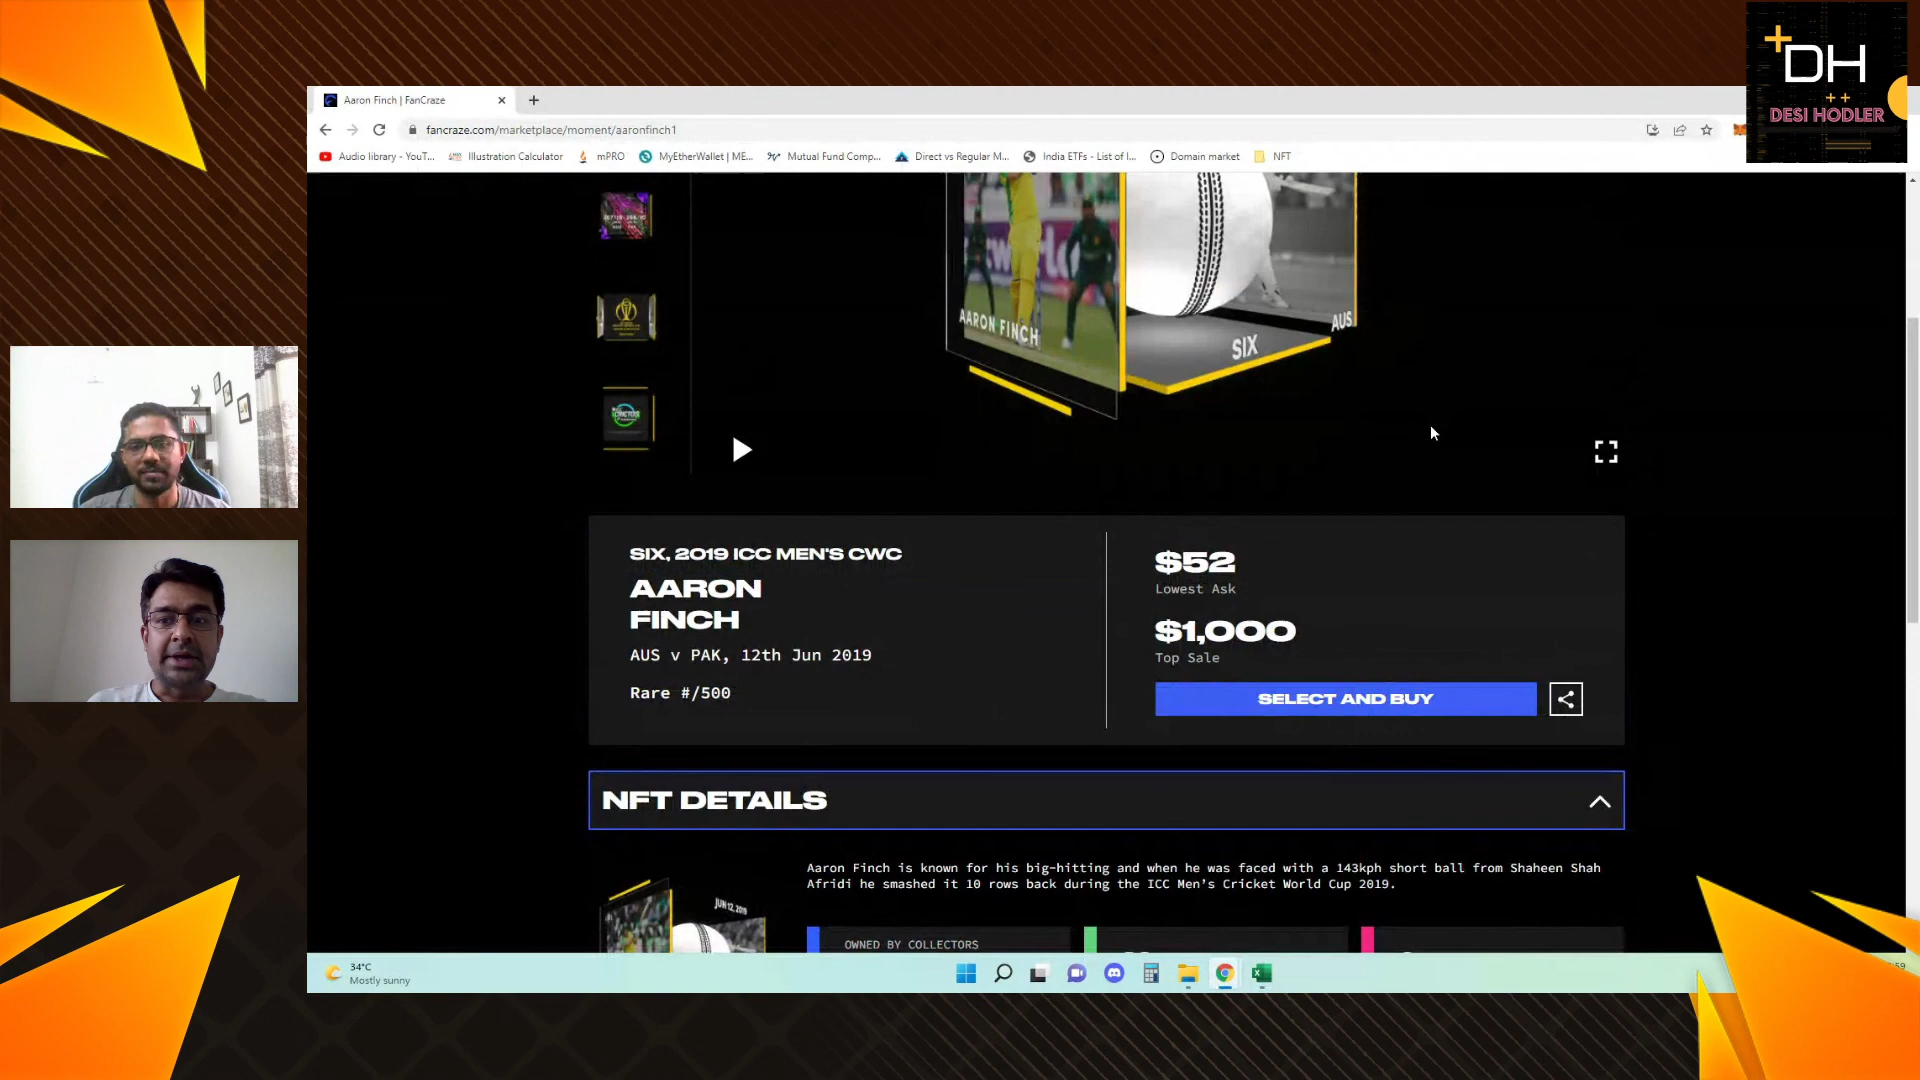 DH
DESI HODLER
Aaron Finch | FanCraze
fancraze.com/marketplace/moment/aaronfinch1
Audio library - YouT... Illustration Calculator mPRO MyEtherWallet | ME... Mutual Fund Comp... Direct vs Regular M... India ETFs - List of I... Domain market NFT
AARON FINCH
SIX
AUS
SIX, 2019 ICC MEN'S CWC
AARON
FINCH
AUS v PAK, 12th Jun 2019
Rare #/500
$52
Lowest Ask
$1,000
Top Sale
SELECT AND BUY
NFT DETAILS
Aaron Finch is known for his big-hitting and when he was faced with a 143kph short ball from Shaheen Shah
Afridi he smashed it 10 rows back during the ICC Men's Cricket World Cup 2019.
JUN 12, 2019
OWNED BY COLLECTORS
34°C
Mostly sunny